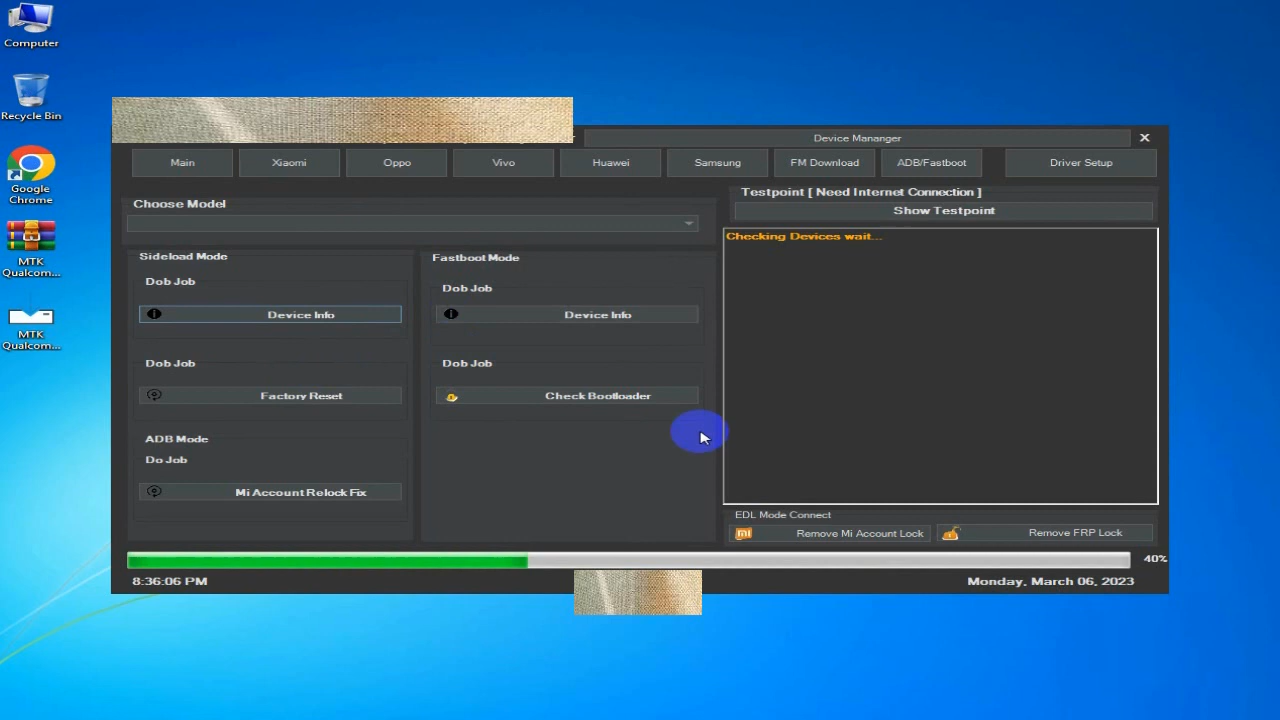 Computer
Recycle Bin
Google
Chrome
MTK
Qualcom...
MTK
Qualcom...
Device Mananger
Main
Xiaomi
Oppo
Vivo
Huawei
Samsung
FM Download
ADB/Fastboot
Driver Setup
Choose Model
Testpoint [ Need Internet Connection ]
Show Testpoint
Checking Devices wait...
Sideload Mode
Dob Job
Device Info
Dob Job
Factory Reset
ADB Mode
Do Job
Mi Account Relock Fix
Fastboot Mode
Dob Job
Device Info
Dob Job
Check Bootloader
EDL Mode Connect
Remove Mi Account Lock
Remove FRP Lock
40%
8:36:06 PM
Monday, March 06, 2023